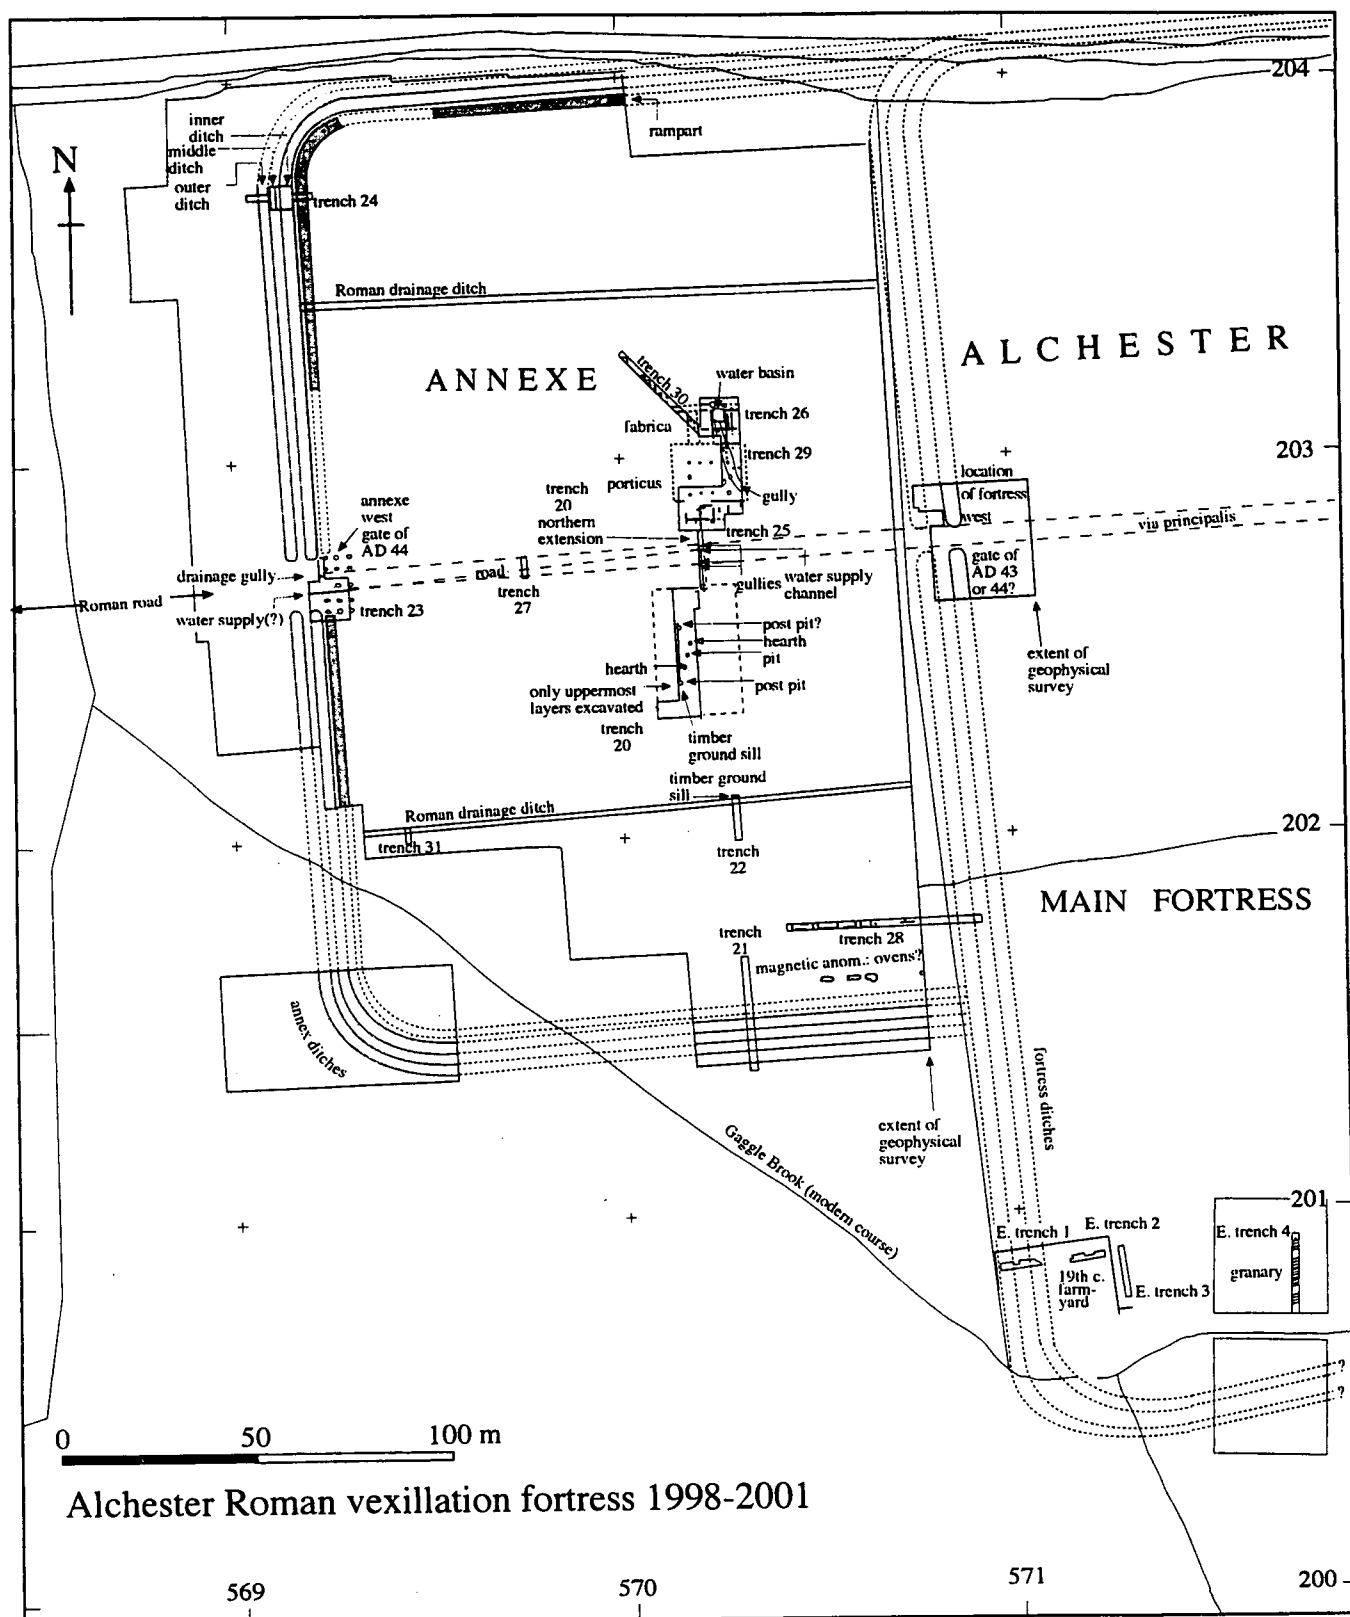 204
inner
ditch
middle
ditch
outer
ditch
rampart
N
trench 24
Roman drainage ditch
ALCHESTER
ANNEXE
trench 30
water basin
trench 26
fabrica
trench 29
203
porticus
gully
location
of fortress
west
gate of
AD 43
or 44?
trench
20
northern
extension
annexe
west
gate of
AD 44
trench 25
via principalis
drainage gully
road
trench
27
gullies
water supply
channel
Roman road
water supply(?)
trench 23
post pit?
hearth
pit
hearth
post pit
only uppermost
layers excavated
trench
20
timber
ground sill
extent of
geophysical
survey
timber ground
sill
Roman drainage ditch
202
trench 31
trench
22
MAIN FORTRESS
trench
21
trench 28
magnetic anom.: ovens?
annex ditches
fortress ditches
extent of
geophysical
survey
Gaggle Brook (modern course)
201
E. trench 1
E. trench 2
E. trench 4
19th c.
farm-
yard
E. trench 3
granary
?
?
0 50 100 m
Alchester Roman vexillation fortress 1998-2001
569
570
571
200